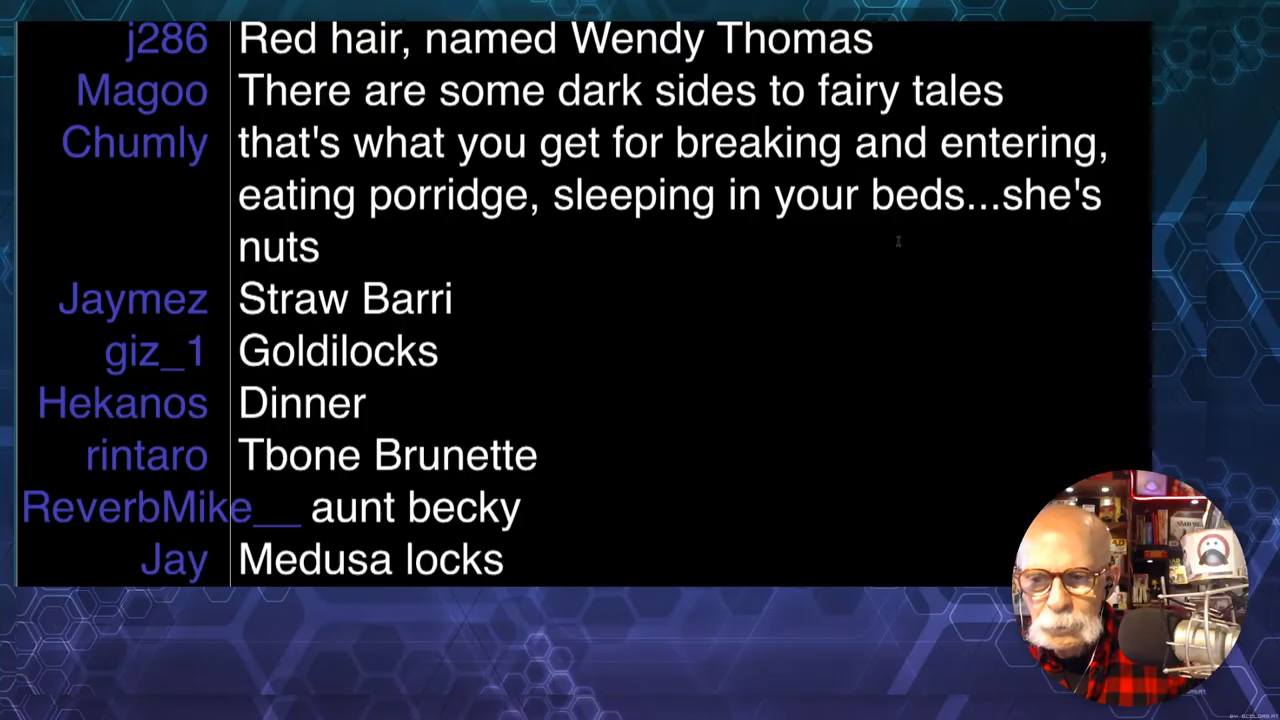 j286 Red hair, named Wendy Thomas
Magoo There are some dark sides to fairy tales
Chumly that's what you get for breaking and entering,
eating porridge, sleeping in your beds...she's
nuts
Jaymez Straw Barri
giz_1 Goldilocks
Hekanos Dinner
rintaro Tbone Brunette
ReverbMike__ aunt becky
Jay Medusa locks